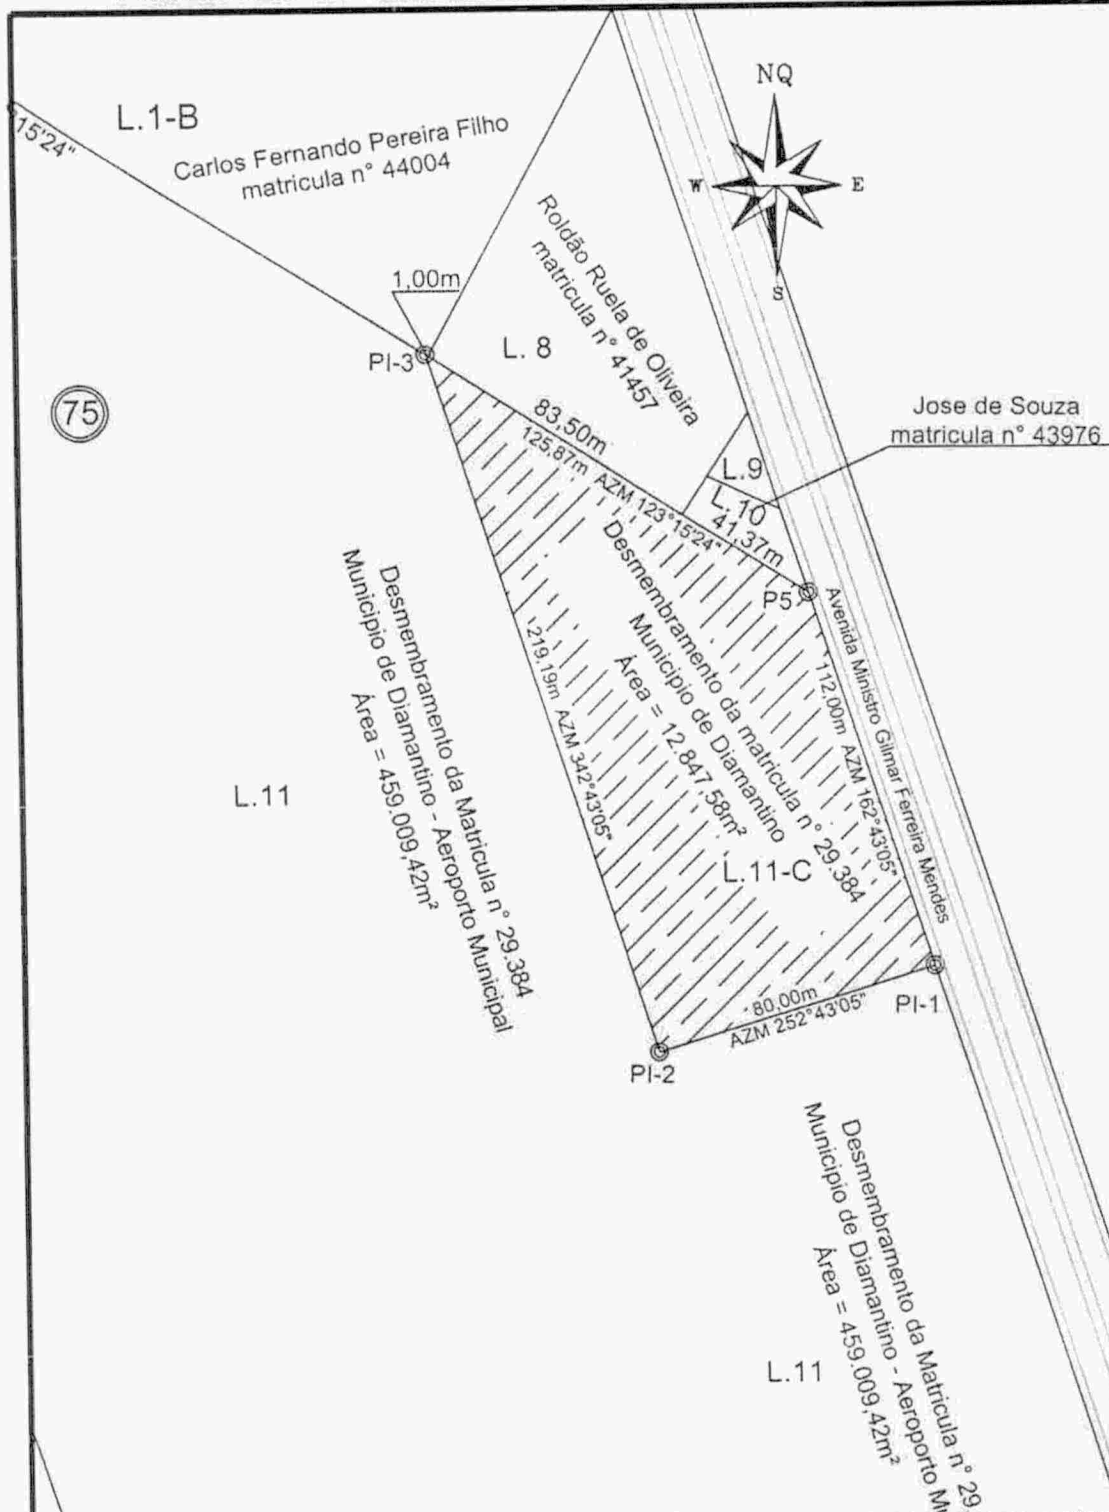 NQ
W
E
S
L.1-B
15'24"
Carlos Fernando Pereira Filho
matricula n° 44004
Roldão Ruela de Oliveira
matricula n° 41457
1,00m
PI-3
L. 8
75
Jose de Souza
matricula n° 43976
83,50m
125,87m AZM 123°15'24"
L.9
L. 10
41,37m
P5
Avenida Ministro Gilmar Ferreira Mendes
112,00m AZM 162°43'05"
Desmembramento da matricula n° 29.384
Municipio de Diamantino
Área = 12.847,58m²
L.11-C
219.19m AZM 342°43'05"
Desmembramento da Matricula n° 29.384
Municipio de Diamantino - Aeroporto Municipal
Área = 459.009,42m²
L.11
80,00m
AZM 252°43'05"
PI-1
PI-2
Desmembramento da Matricula n° 29
Municipio de Diamantino - Aeroporto Mu
Área = 459.009,42m²
L.11